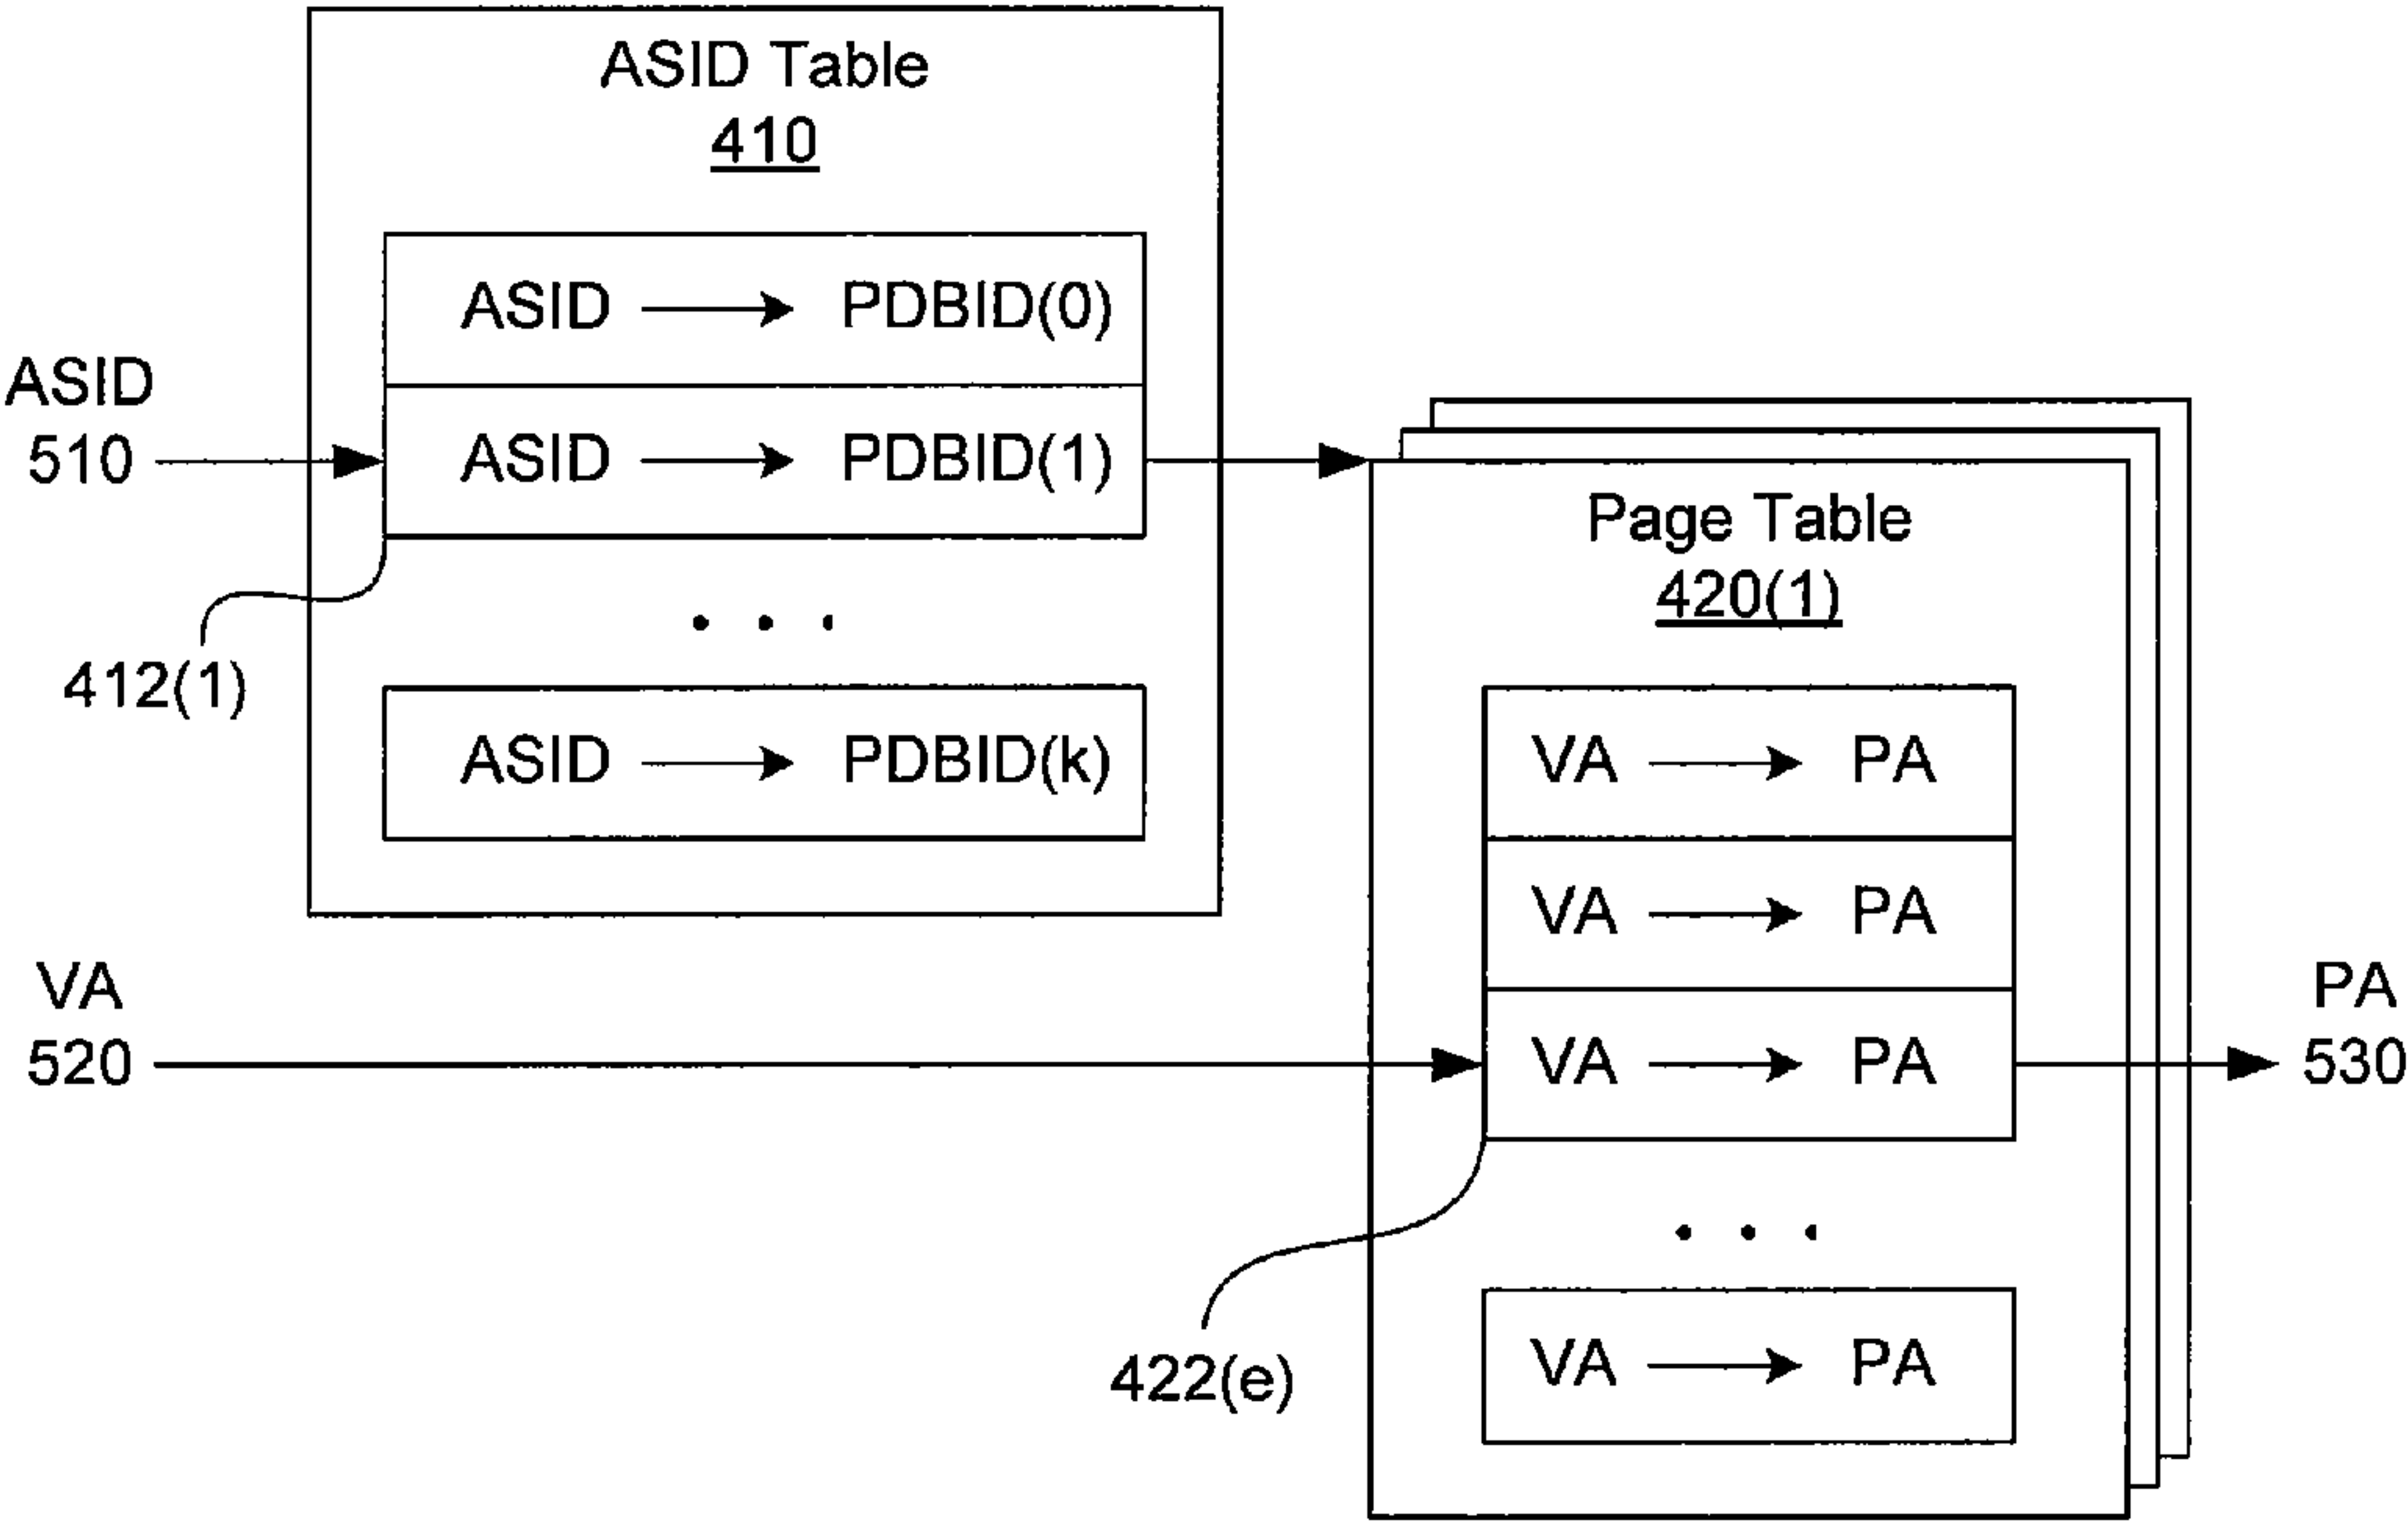 ASID Table
410
ASID → PDBID(0)
ASID
510
ASID → PDBID(1)
. . .
412(1)
ASID → PDBID(k)
Page Table
420(1)
VA → PA
VA → PA
VA
520
VA → PA
PA
530
. . .
422(e)
VA → PA